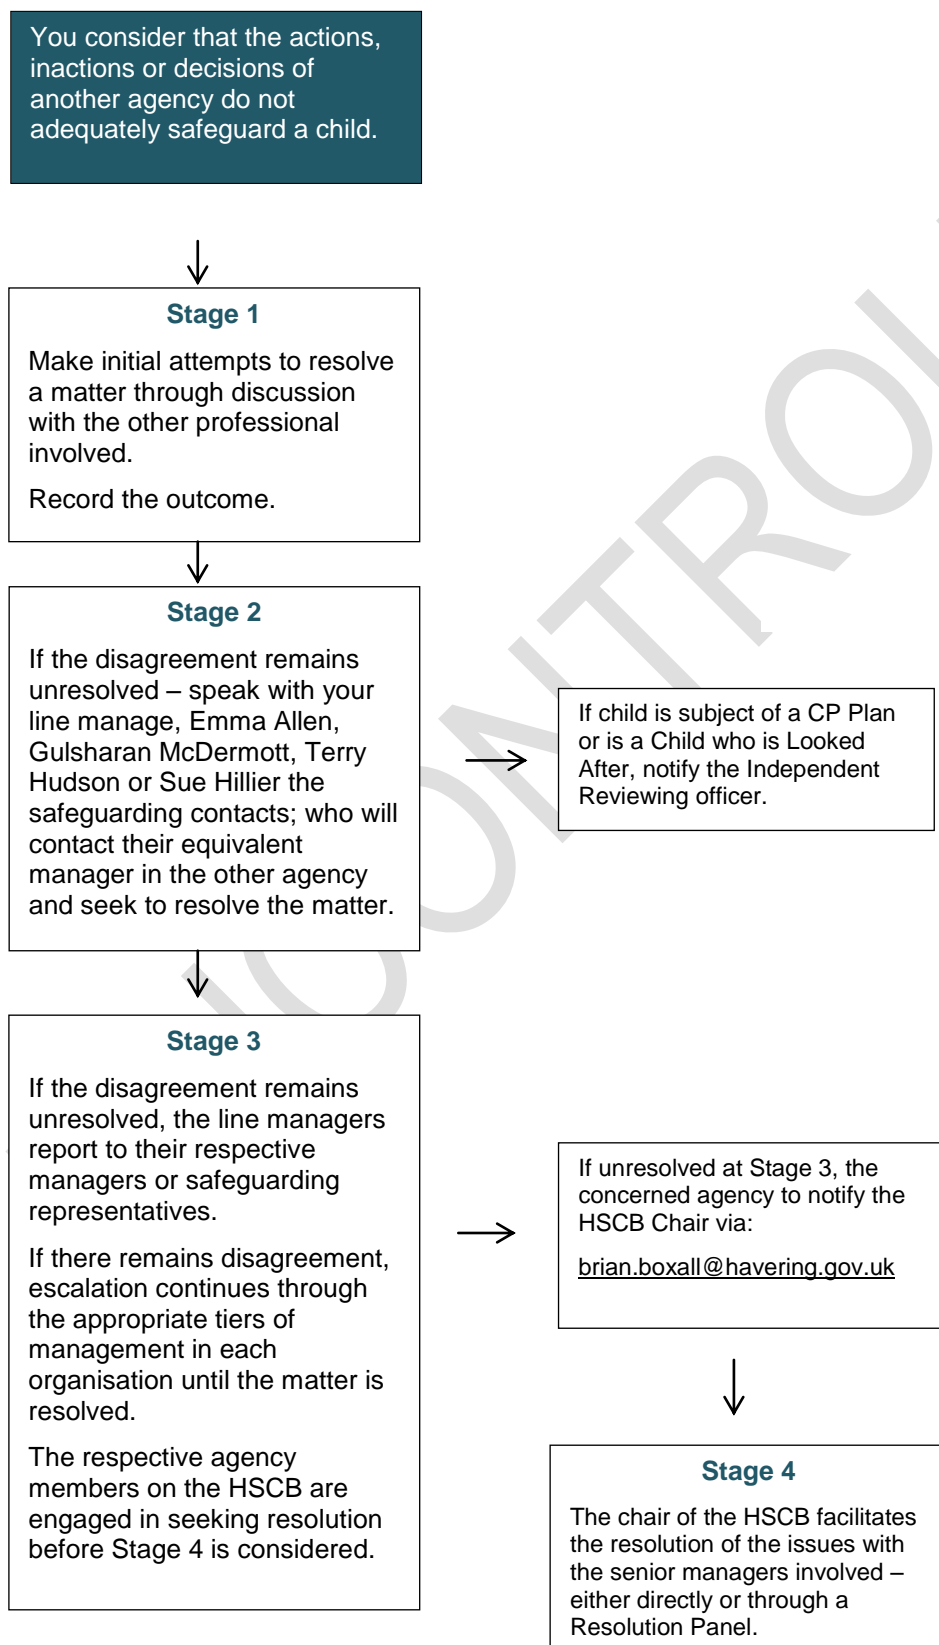 You consider that the actions,
inactions or decisions of
another agency do not
adequately safeguard a child.
Stage 1
Make initial attempts to resolve
a matter through discussion
with the other professional
involved.
Record the outcome.
Stage 2
If the disagreement remains
unresolved – speak with your
line manage, Emma Allen,
Gulsharan McDermott, Terry
Hudson or Sue Hilllier the
safeguarding contacts; who will
contact their equivalent
manager in the other agency
and seek to resolve the matter.
If child is subject of a CP Plan
or is a Child who is Looked
After, notify the Independent
Reviewing officer.
Stage 3
If the disagreement remains
unresolved, the line managers
report to their respective
managers or safeguarding
representatives.
If there remains disagreement,
escalation continues through
the appropriate tiers of
management in each
organisation until the matter is
resolved.
The respective agency
members on the HSCB are
engaged in seeking resolution
before Stage 4 is considered.
If unresolved at Stage 3, the
concerned agency to notify the
HSCB Chair via:
brian.boxall@havering.gov.uk
Stage 4
The chair of the HSCB facilitates
the resolution of the issues with
the senior managers involved –
either directly or through a
Resolution Panel.